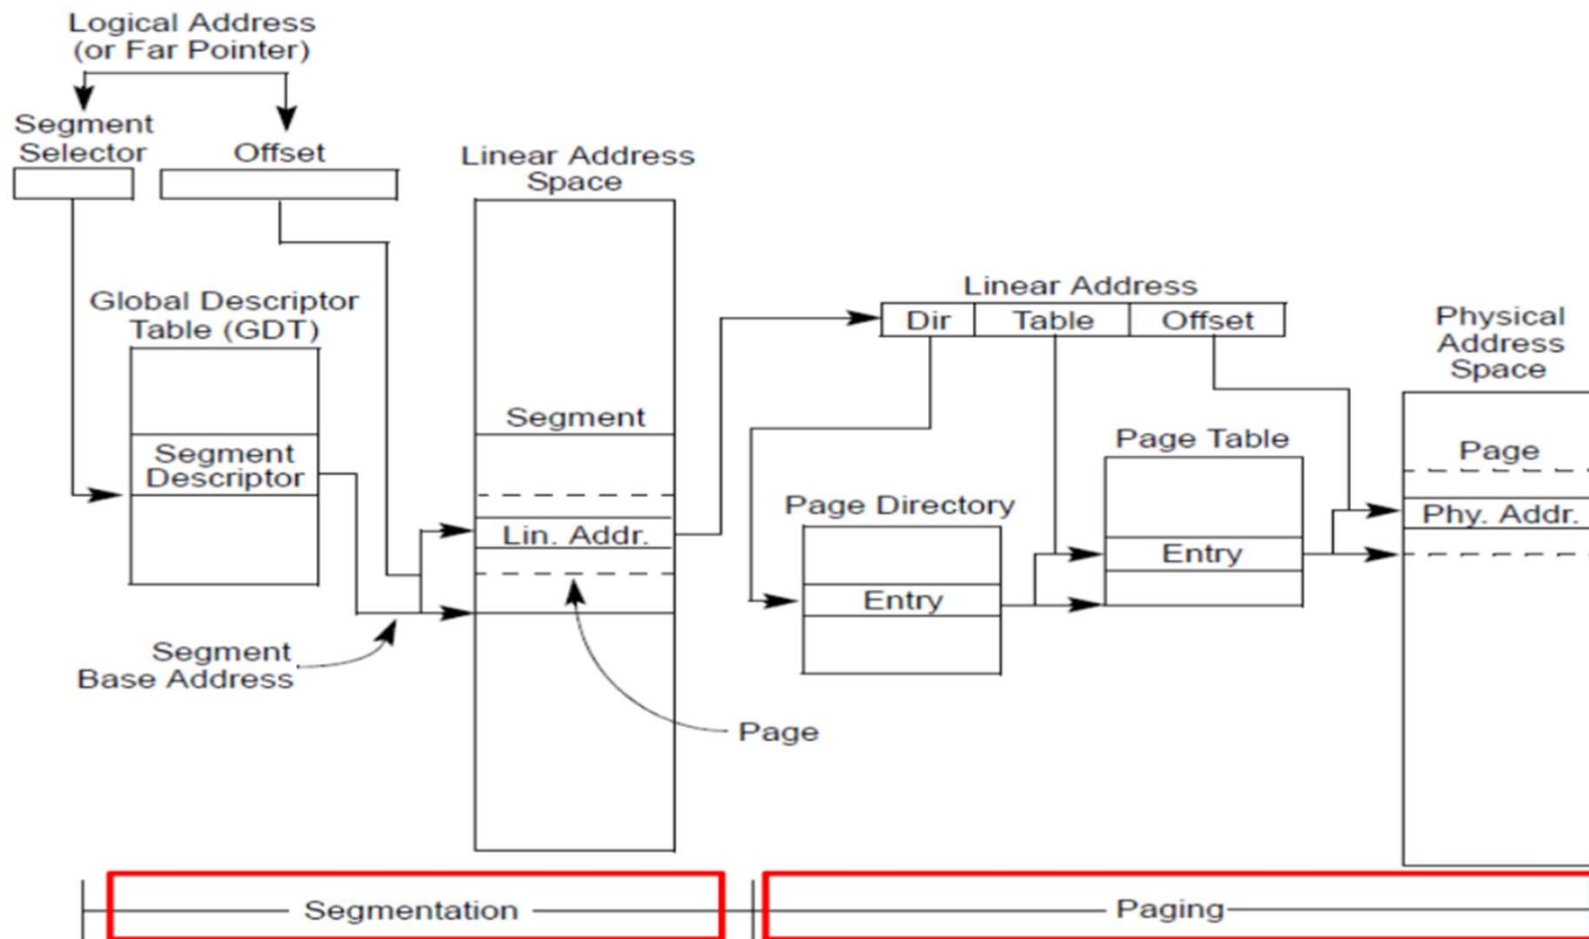 Logical Address
(or Far Pointer)
Segment
Selector
Offset
Linear Address
Space
Global Descriptor
Table (GDT)
Segment
Descriptor
Segment
Lin. Addr.
Segment
Base Address
Page
Linear Address
Dir
Table
Offset
Page Directory
Entry
Page Table
Entry
Physical
Address
Space
Page
Phy. Addr.
Segmentation
Paging